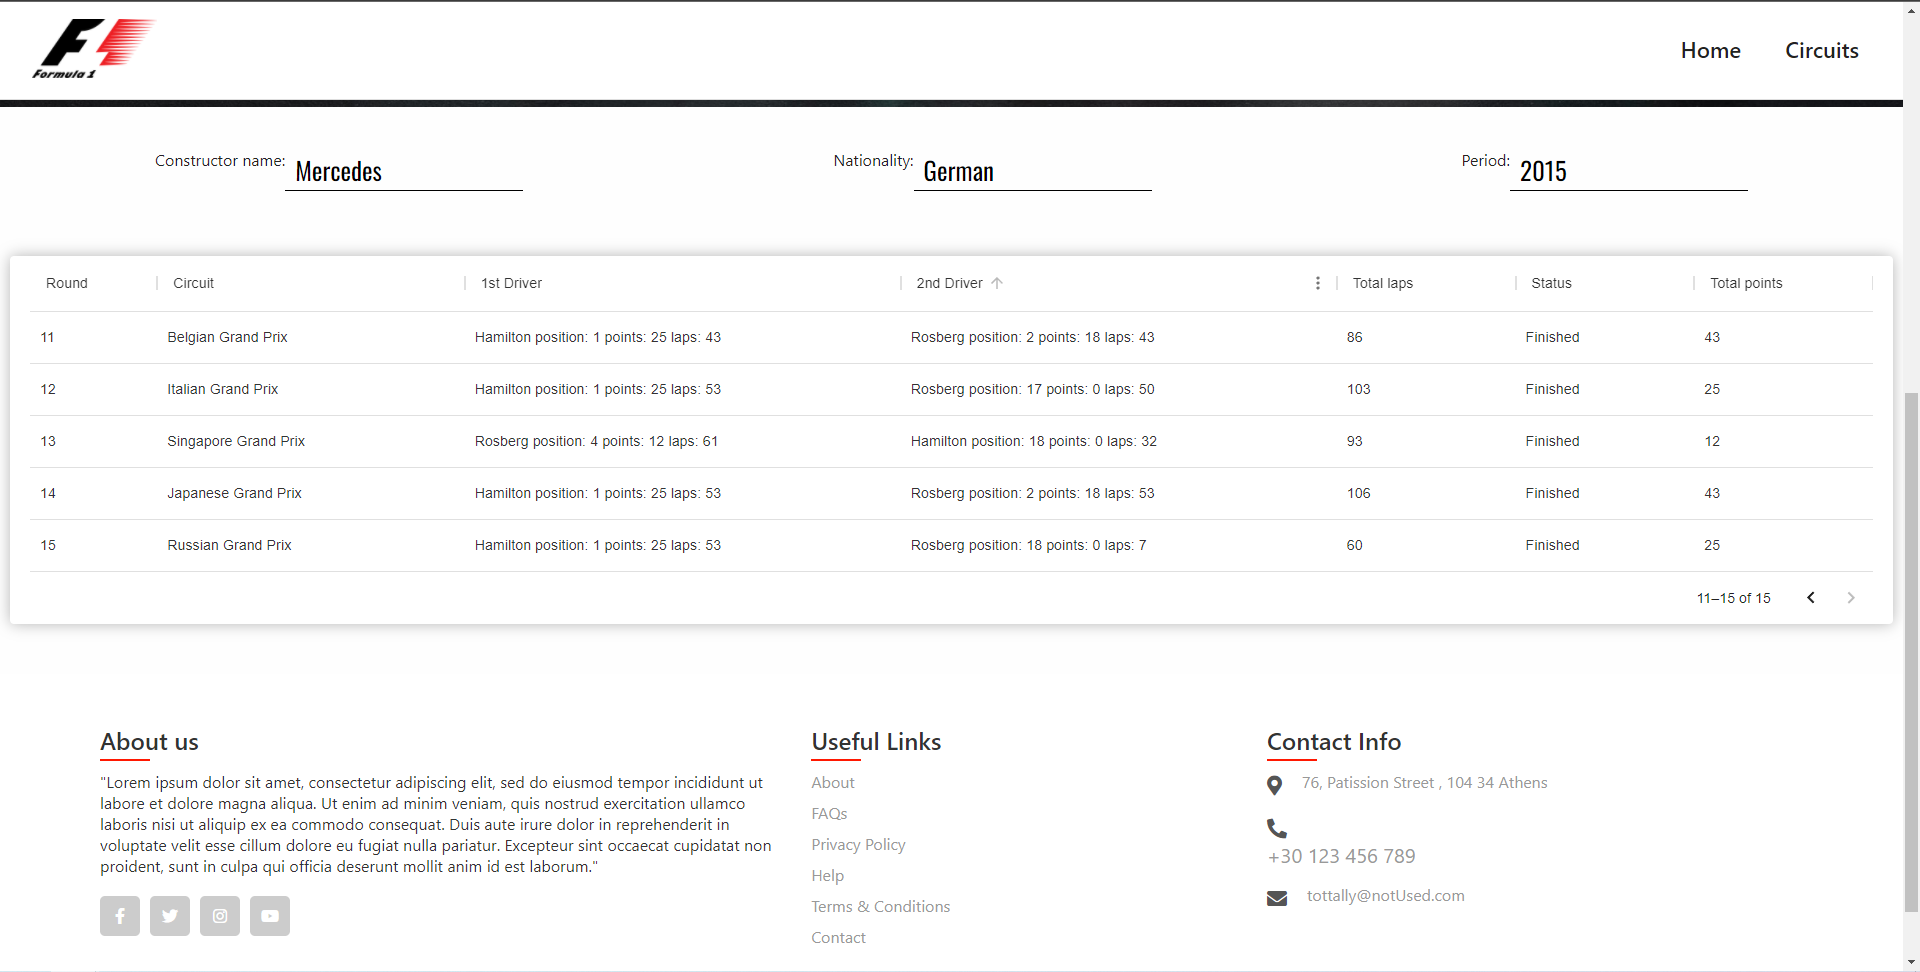 Formula 1
Home Circuits
Constructor name: Mercedes Nationality: German Period: 2015
Round Circuit 1st Driver 2nd Driver Total laps Status Total points
11 Belgian Grand Prix Hamilton position: 1 points: 25 laps: 43 Rosberg position: 2 points: 18 laps: 43 86 Finished 43
12 Italian Grand Prix Hamilton position: 1 points: 25 laps: 53 Rosberg position: 17 points: 0 laps: 50 103 Finished 25
13 Singapore Grand Prix Rosberg position: 4 points: 12 laps: 61 Hamilton position: 18 points: 0 laps: 32 93 Finished 12
14 Japanese Grand Prix Hamilton position: 1 points: 25 laps: 53 Rosberg position: 2 points: 18 laps: 53 106 Finished 43
15 Russian Grand Prix Hamilton position: 1 points: 25 laps: 53 Rosberg position: 18 points: 0 laps: 7 60 Finished 25
11–15 of 15
About us
"Lorem ipsum dolor sit amet, consectetur adipiscing elit, sed do eiusmod tempor incididunt ut
labore et dolore magna aliqua. Ut enim ad minim veniam, quis nostrud exercitation ullamco
laboris nisi ut aliquip ex ea commodo consequat. Duis aute irure dolor in reprehenderit in
voluptate velit esse cillum dolore eu fugiat nulla pariatur. Excepteur sint occaecat cupidatat non
proident, sunt in culpa qui officia deserunt mollit anim id est laborum."
Useful Links
About
FAQs
Privacy Policy
Help
Terms & Conditions
Contact
Contact Info
76, Patission Street , 104 34 Athens
+30 123 456 789
tottally@notUsed.com